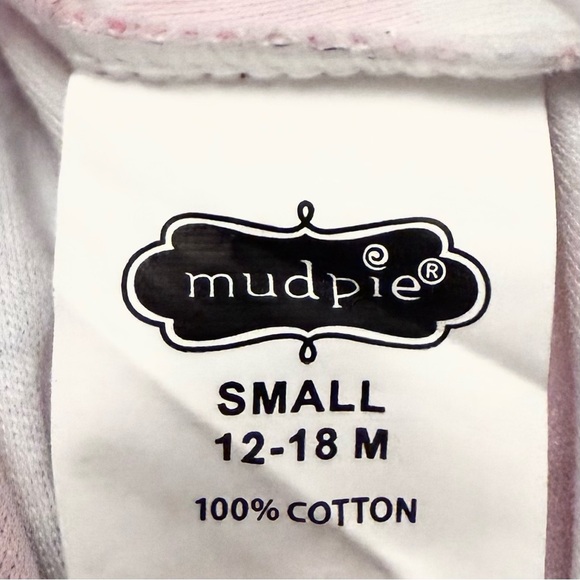 mudpie®
SMALL
12-18 M
100% COTTON